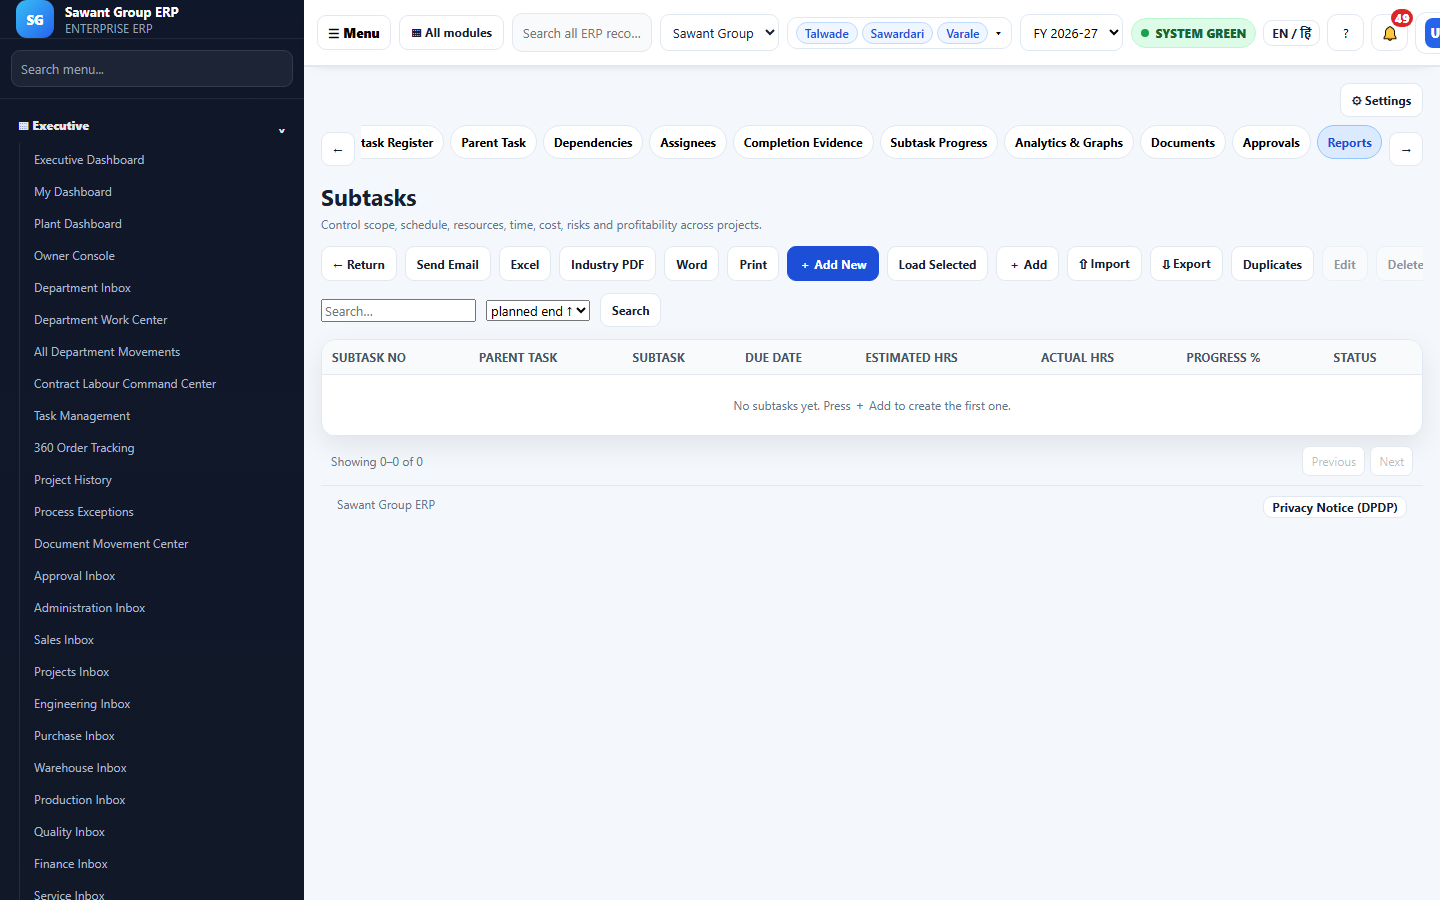 SG
Sawant Group ERP
ENTERPRISE ERP
Search menu...
Executive
Executive Dashboard
My Dashboard
Plant Dashboard
Owner Console
Department Inbox
Department Work Center
All Department Movements
Contract Labour Command Center
Task Management
360 Order Tracking
Project History
Process Exceptions
Document Movement Center
Approval Inbox
Administration Inbox
Sales Inbox
Projects Inbox
Engineering Inbox
Purchase Inbox
Warehouse Inbox
Production Inbox
Quality Inbox
Finance Inbox
Service Inbox
☰ Menu
All modules
Search all ERP reco...
Sawant Group
Talwade Sawardari Varale
FY 2026-27
SYSTEM GREEN
EN / हिं
?
49
U
⚙ Settings
← task Register Parent Task Dependencies Assignees Completion Evidence Subtask Progress Analytics & Graphs Documents Approvals Reports →
Subtasks
Control scope, schedule, resources, time, cost, risks and profitability across projects.
← Return Send Email Excel Industry PDF Word Print + Add New Load Selected + Add ⇧ Import ⇩ Export Duplicates Edit Delete
Search... planned end ↑ Search
SUBTASK NO PARENT TASK SUBTASK DUE DATE ESTIMATED HRS ACTUAL HRS PROGRESS % STATUS
No subtasks yet. Press + Add to create the first one.
Showing 0–0 of 0 Previous Next
Sawant Group ERP Privacy Notice (DPDP)